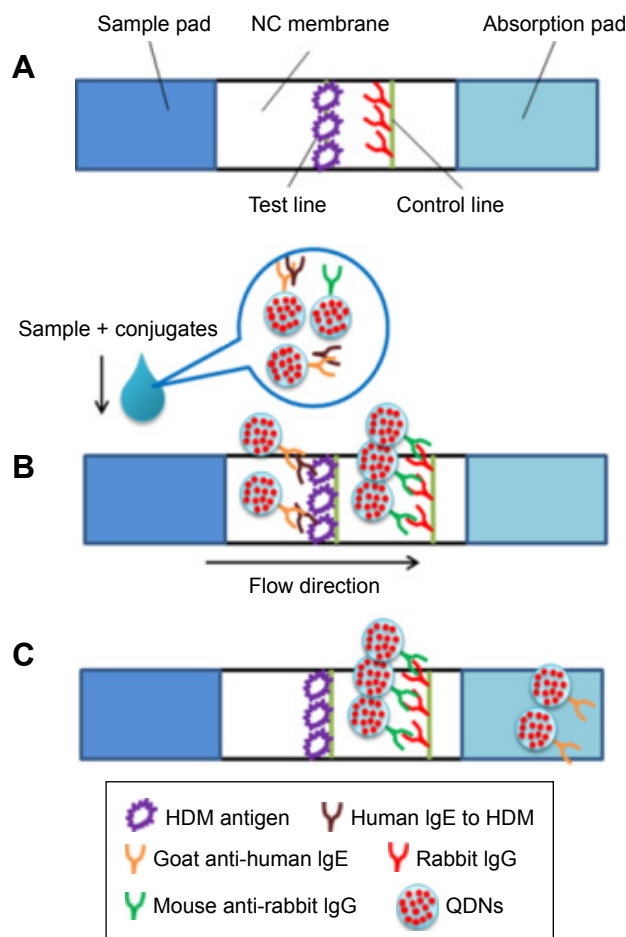 Sample pad NC membrane Absorption pad
A
Test line Control line
Sample + conjugates
B
Flow direction
C
HDM antigen Human IgE to HDM
Goat anti-human IgE Rabbit IgG
Mouse anti-rabbit IgG QDNs